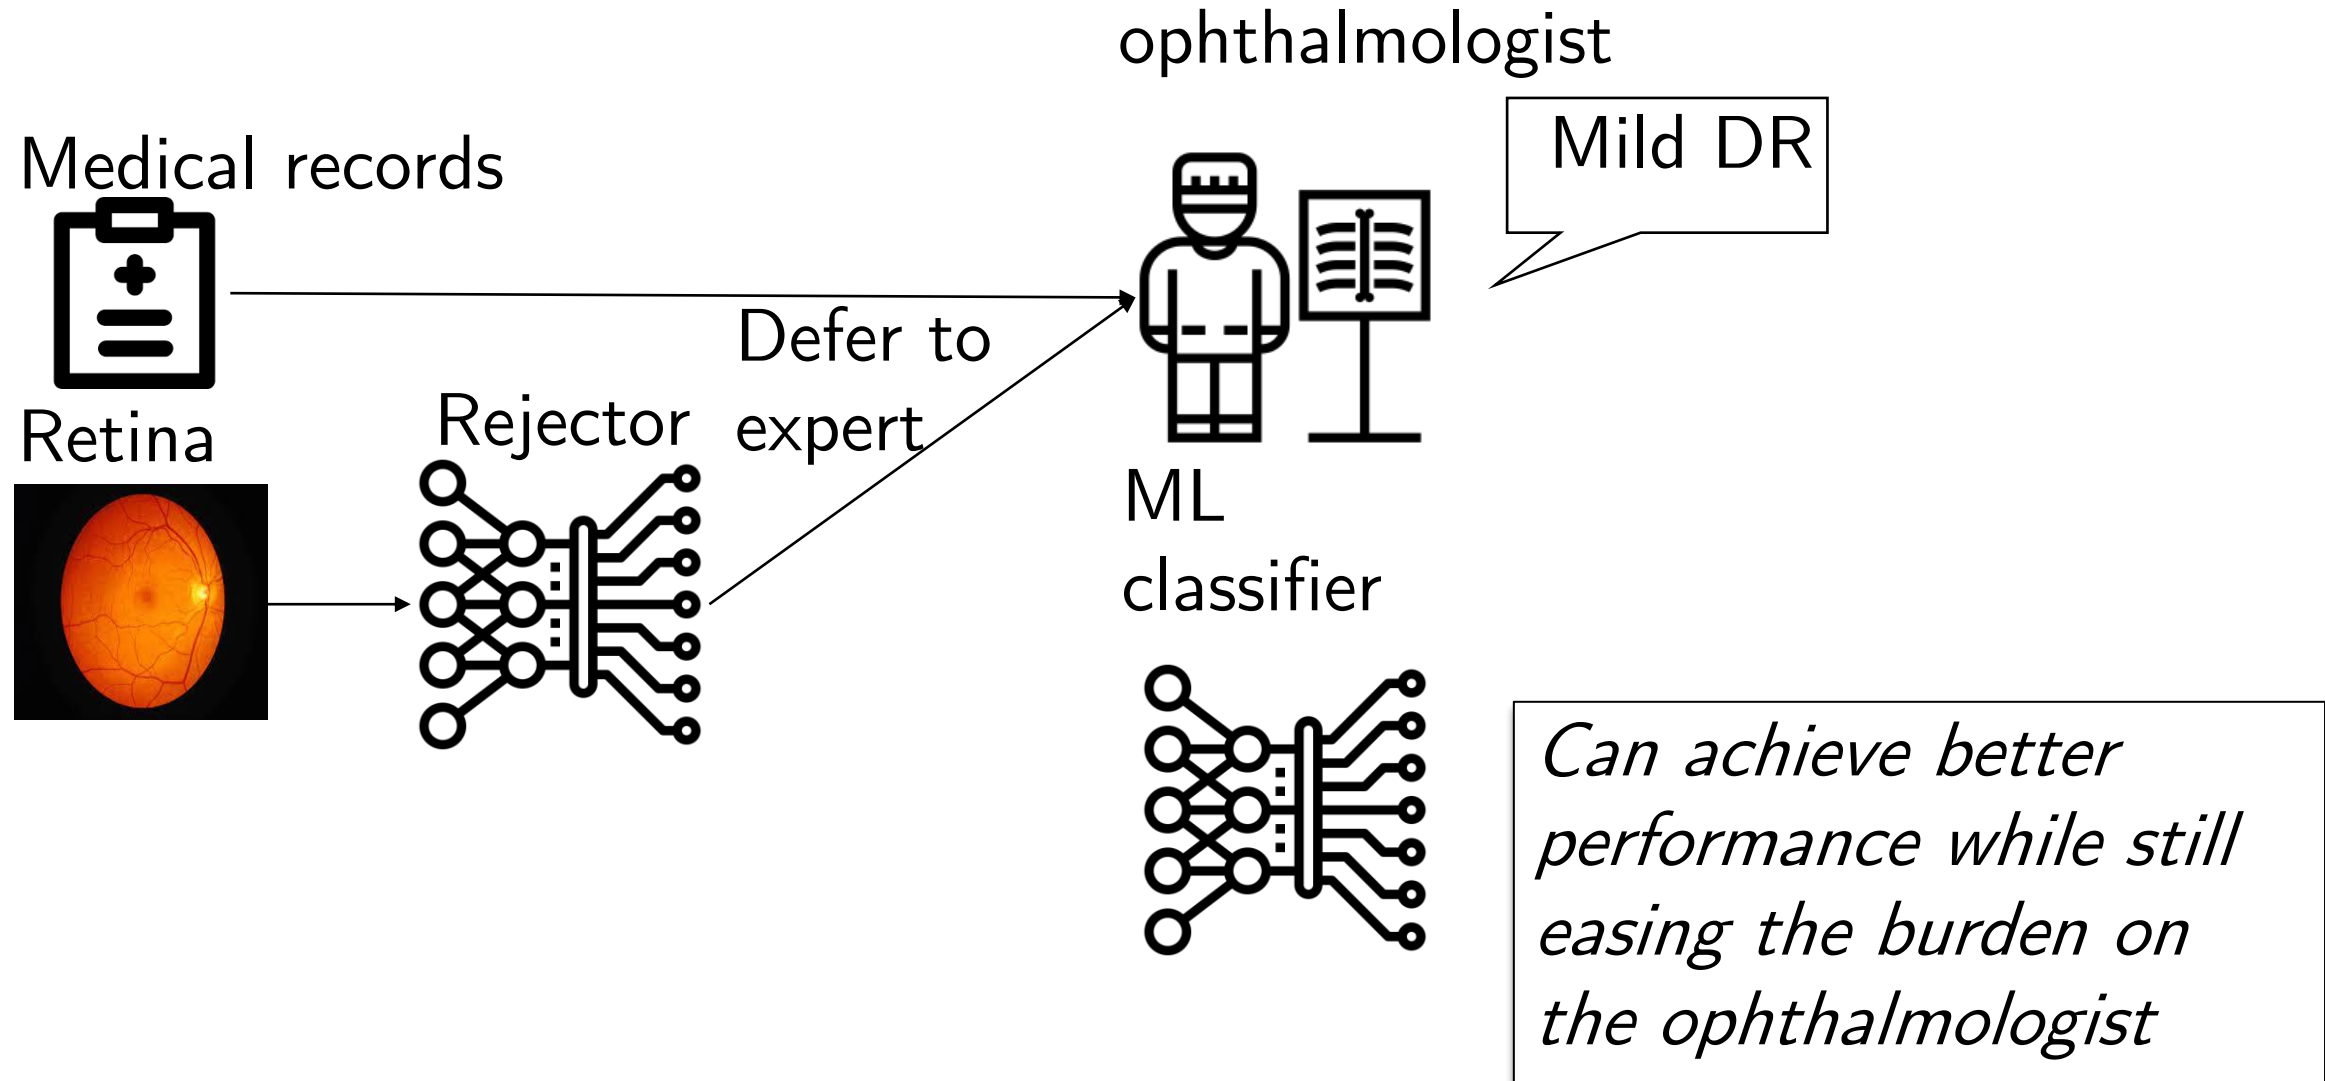 ophthalmologist
Mild DR
Medical records
Defer to
expert
Rejector
Retina
ML
classifier
Can achieve better
performance while still
easing the burden on
the ophthalmologist